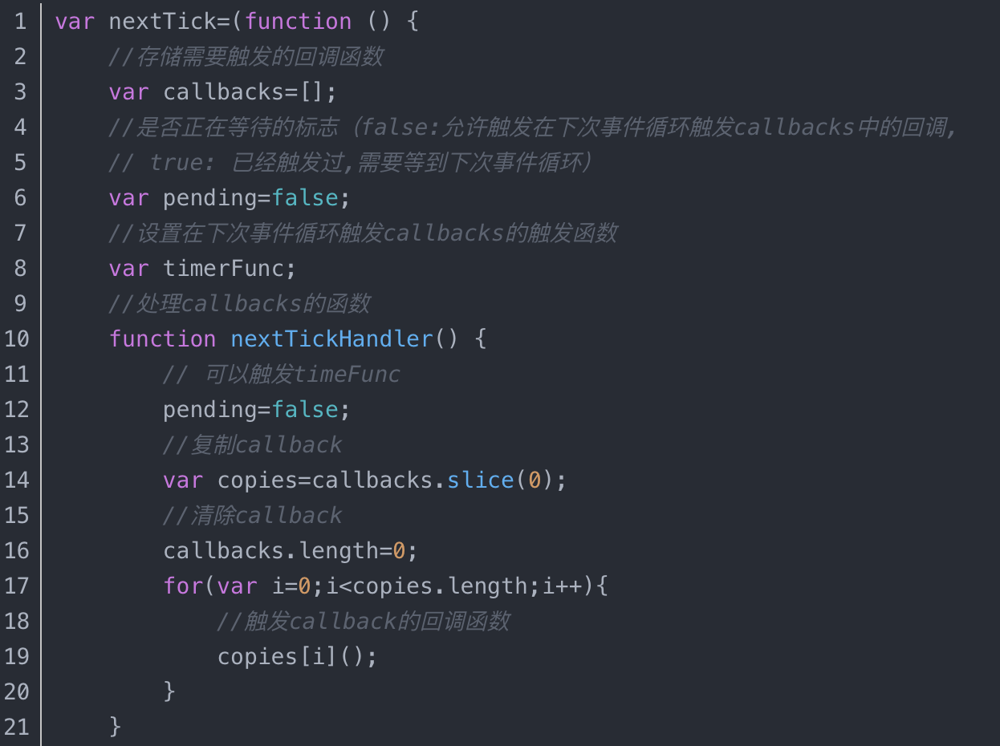 1 var nextTick=(function () {
2 //存储需要触发的回调函数
3 var callbacks=[];
4 //是否正在等待的标志（false:允许触发在下次事件循环触发callbacks中的回调,
5 // true: 已经触发过,需要等到下次事件循环）
6 var pending=false;
7 //设置在下次事件循环触发callbacks的触发函数
8 var timerFunc;
9 //处理callbacks的函数
10 function nextTickHandler() {
11 // 可以触发timeFunc
12 pending=false;
13 //复制callback
14 var copies=callbacks.slice(0);
15 //清除callback
16 callbacks.length=0;
17 for(var i=0;i<copies.length;i++){
18 //触发callback的回调函数
19 copies[i]();
20 }
21 }